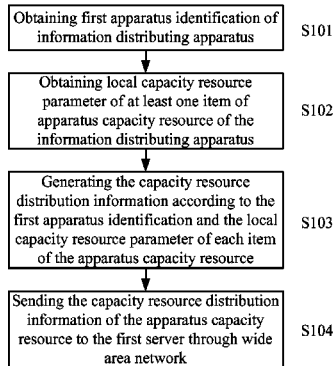 Obtaining first apparatus identification of
information distributing apparatus
S101
Obtaining local capacity resource
parameter of at least one item of
apparatus capacity resource of the
information distributing apparatus
S102
Generating the capacity resource
distribution information according to the
first apparatus identification and the local
capacity resource parameter of each item
of the apparatus capacity resource
S103
Sending the capacity resource distribution
information of the apparatus capacity
resource to the first server through wide
area network
S104